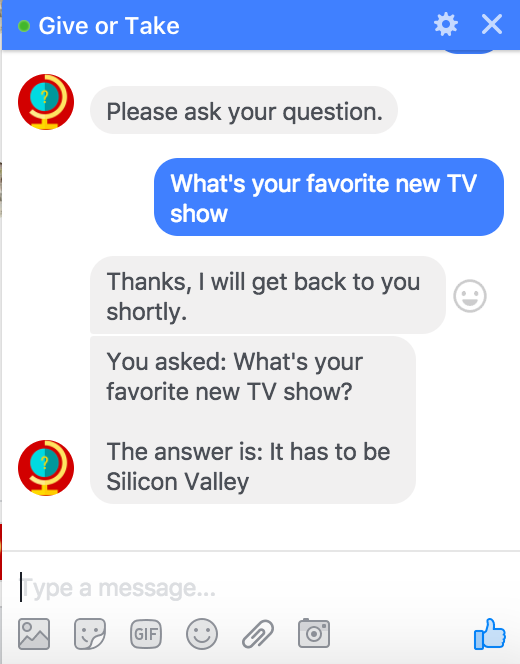 Give or Take
?
Please ask your question.
What's your favorite new TV
show
Thanks, I will get back to you
shortly.
You asked: What's your
favorite new TV show?
The answer is: It has to be
Silicon Valley
?
Type a message...
GIF